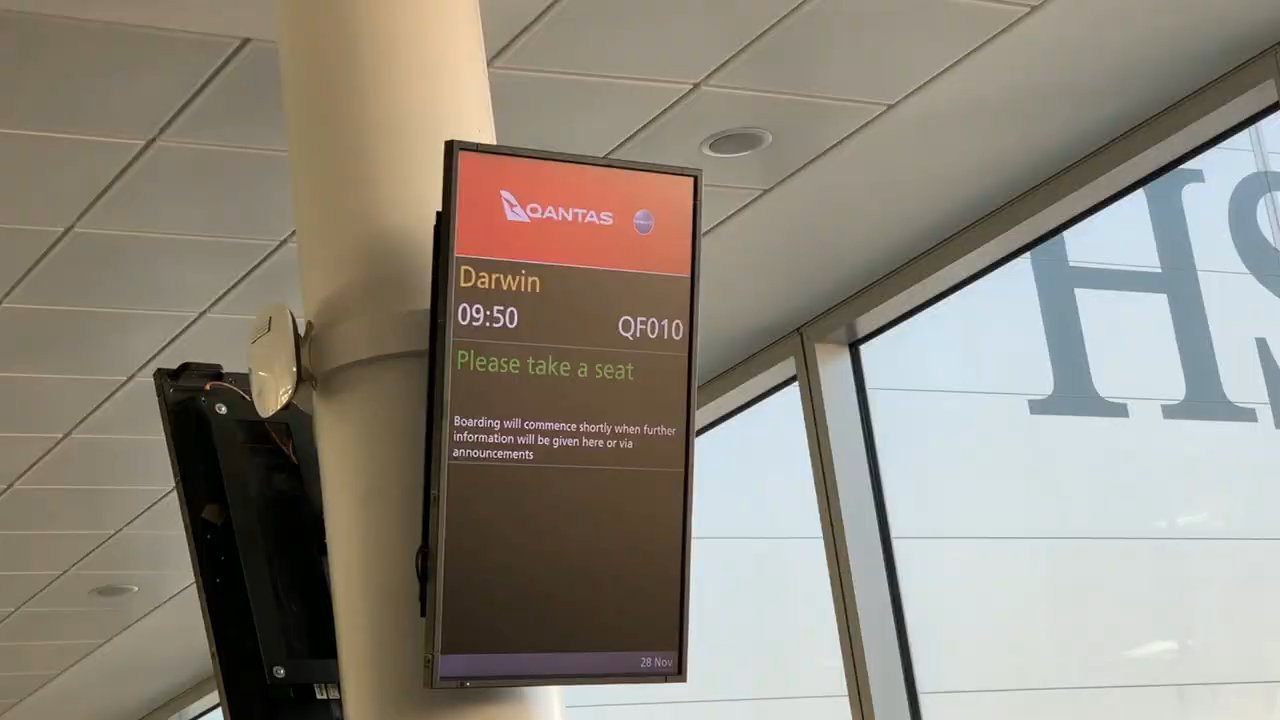 QANTAS
Darwin
09:50 QF010
Please take a seat
Boarding will commence shortly when further
information will be given here or via
announcements
28 Nov
HS